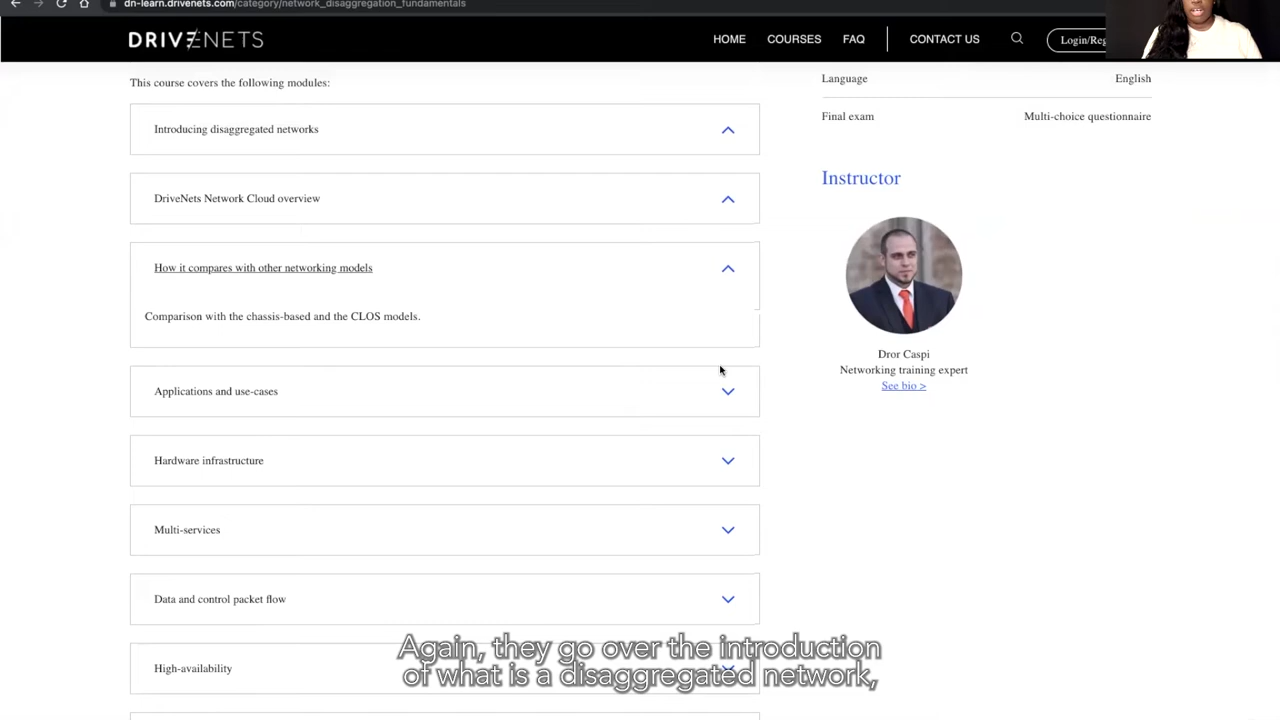 dn-learn.drivenets.com/category/network_disaggregation_fundamentals
DRIVENETS
HOME COURSES FAQ CONTACT US Login/Reg
This course covers the following modules:
Introducing disaggregated networks
DriveNets Network Cloud overview
How it compares with other networking models
Comparison with the chassis-based and the CLOS models.
Applications and use-cases
Hardware infrastructure
Multi-services
Data and control packet flow
High-availability
Language English
Final exam Multi-choice questionnaire
Instructor
Dror Caspi
Networking training expert
See bio >
Again, they go over the introduction
of what is a disaggregated network,